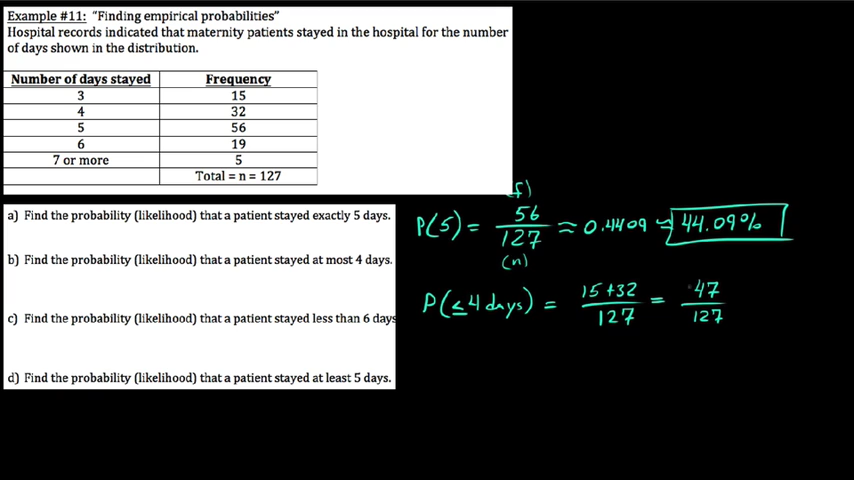 Example #11: "Finding empirical probabilities"
Hospital records indicated that maternity patients stayed in the hospital for the number
of days shown in the distribution.
Number of days stayed Frequency
3 15
4 32
5 56
6 19
7 or more 5
Total = n = 127
a) Find the probability (likelihood) that a patient stayed exactly 5 days.
b) Find the probability (likelihood) that a patient stayed at most 4 days.
c) Find the probability (likelihood) that a patient stayed less than 6 days
d) Find the probability (likelihood) that a patient stayed at least 5 days.
(f)
P(5) = 56/127 ≈ 0.4409 ≈ 44.09%
(n)
P(≤4 days) = 15+32/127 = 47/127